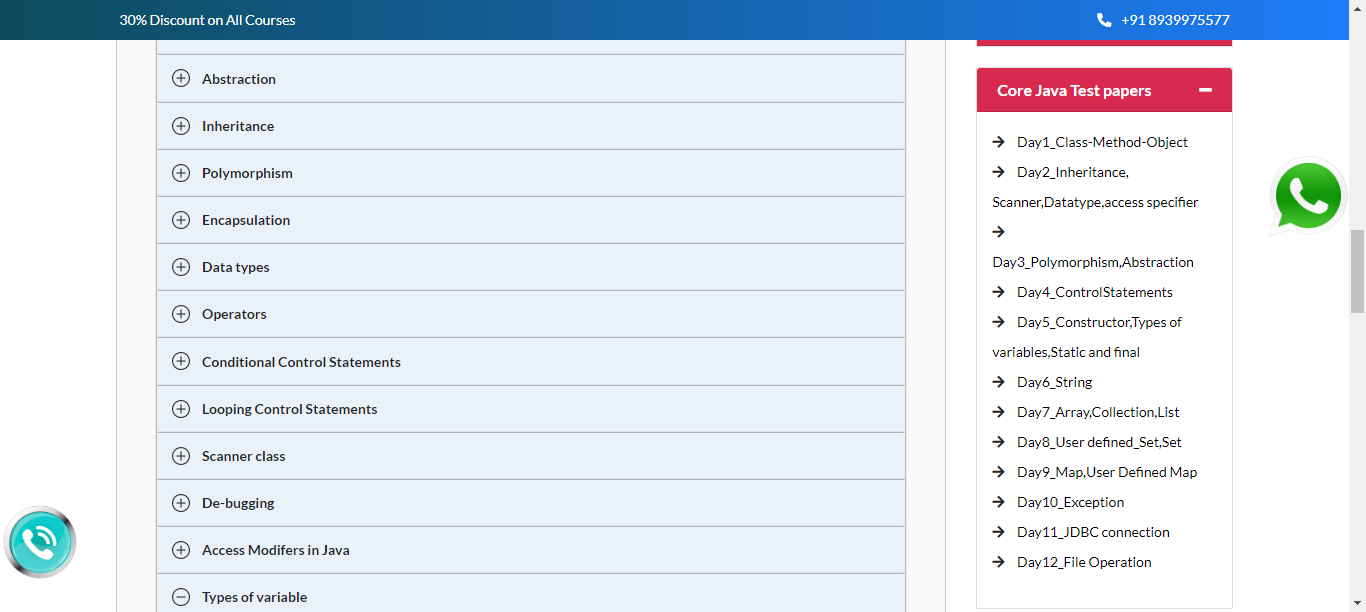 30% Discount on All Courses
+91 8939975577
Abstraction
Inheritance
Polymorphism
Encapsulation
Data types
Operators
Conditional Control Statements
Looping Control Statements
Scanner class
De-bugging
Access Modifers in Java
Types of variable
Core Java Test papers
Day1_Class-Method-Object
Day2_Inheritance,
Scanner,Datatype,access specifier
Day3_Polymorphism,Abstraction
Day4_ControlStatements
Day5_Constructor,Types of
variables,Static and final
Day6_String
Day7_Array,Collection,List
Day8_User defined_Set,Set
Day9_Map,User Defined Map
Day10_Exception
Day11_JDBC connection
Day12_File Operation